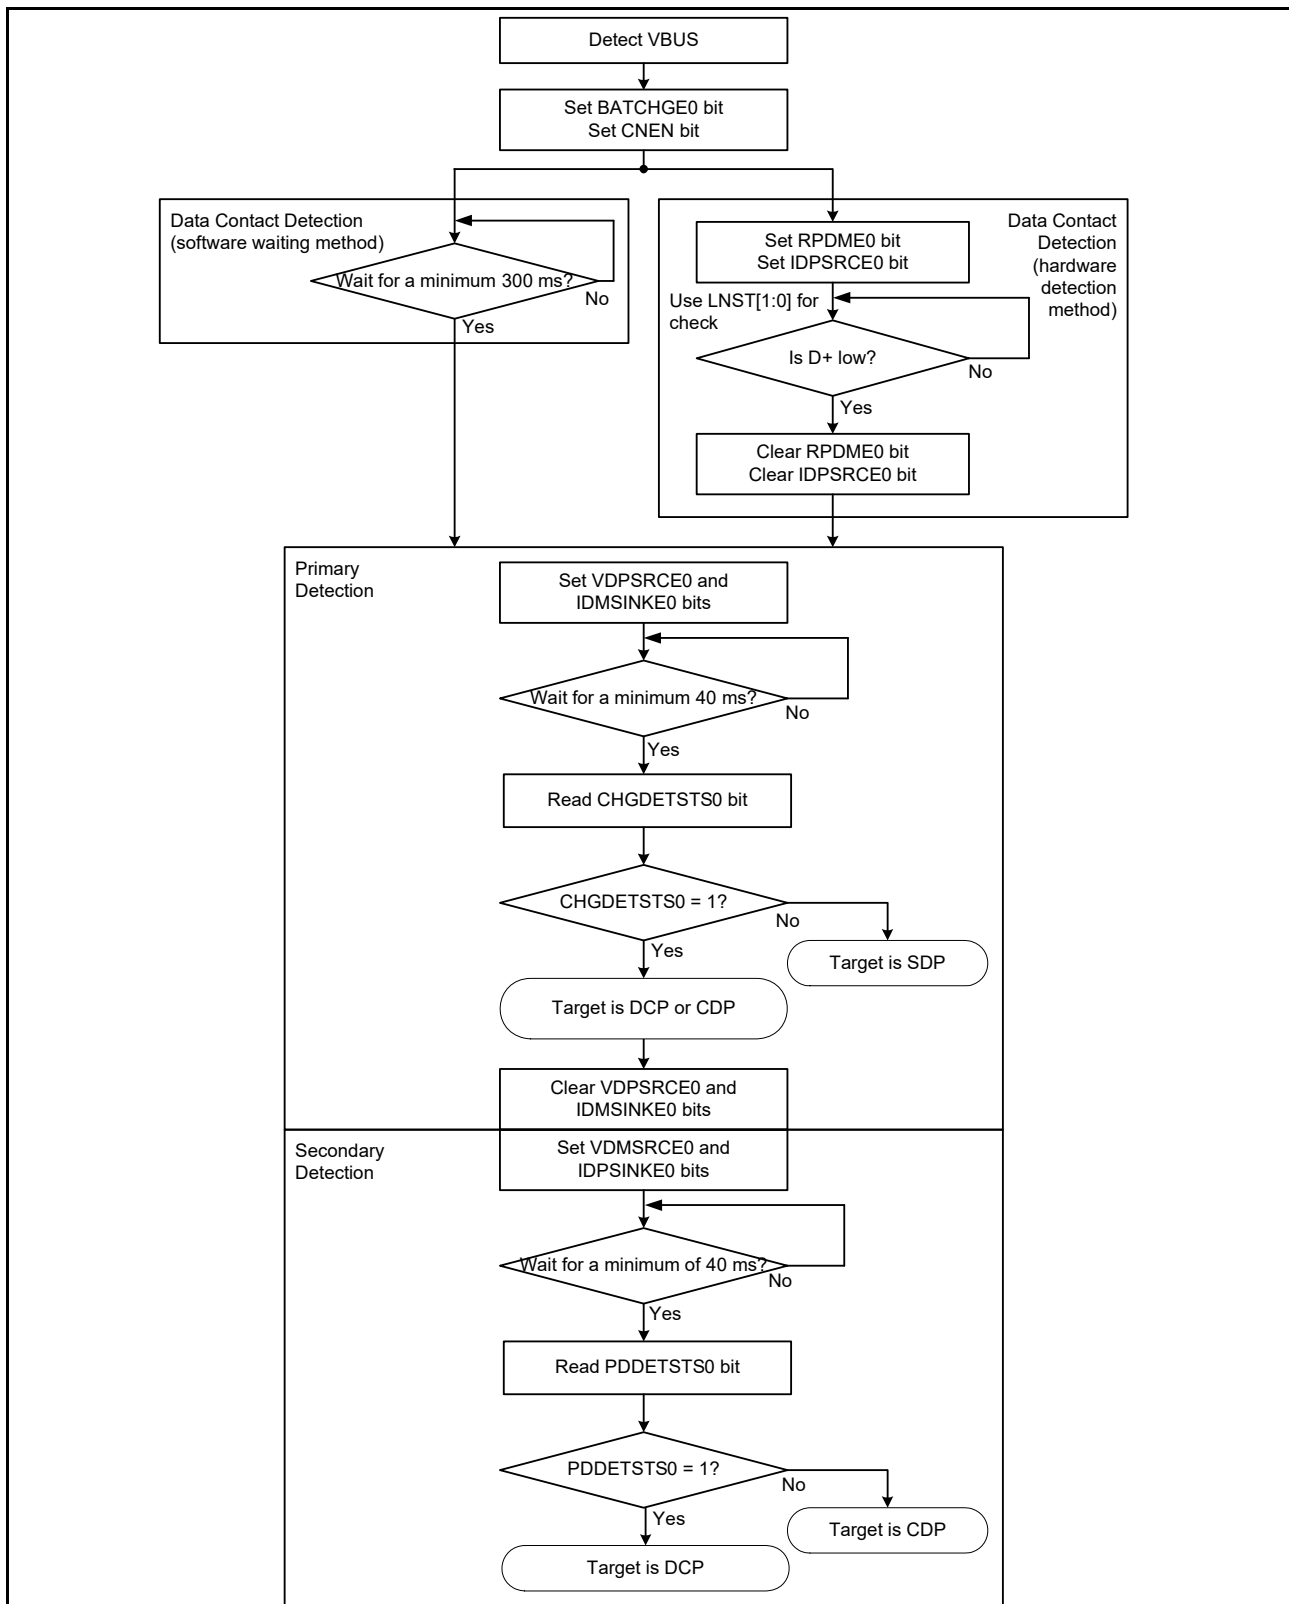 Detect VBUS
Set BATCHGE0 bit
Set CNEN bit
Data Contact Detection
(software waiting method)
Wait for a minimum 300 ms?
No
Yes
Data Contact
Detection
(hardware
detection
method)
Set RPDME0 bit
Set IDPSRCE0 bit
Use LNST[1:0] for
check
Is D+ low?
No
Yes
Clear RPDME0 bit
Clear IDPSRCE0 bit
Primary
Detection
Set VDPSRCE0 and
IDMSINKE0 bits
Wait for a minimum 40 ms?
No
Yes
Read CHGDETSTS0 bit
CHGDETSTS0 = 1?
No
Yes
Target is SDP
Target is DCP or CDP
Clear VDPSRCE0 and
IDMSINKE0 bits
Secondary
Detection
Set VDMSRCE0 and
IDPSINKE0 bits
Wait for a minimum of 40 ms?
No
Yes
Read PDDETSTS0 bit
PDDETSTS0 = 1?
No
Yes
Target is CDP
Target is DCP